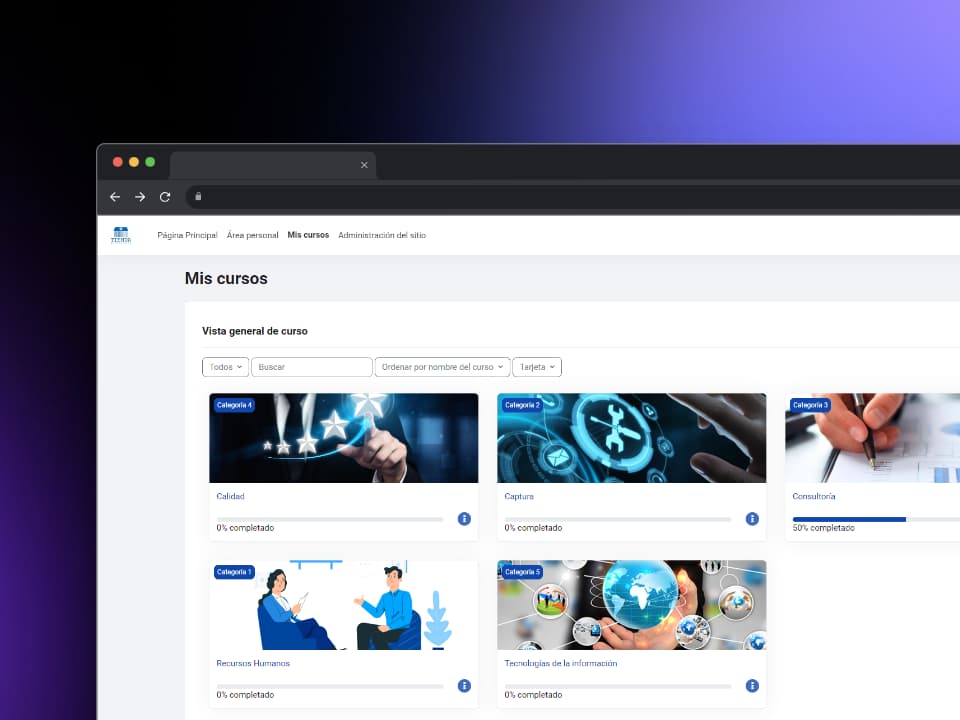 Página Principal Área personal Mis cursos Administración del sitio
Mis cursos
Vista general de curso
Todos Buscar Ordenar por nombre del curso Tarjeta
Categoría 4 Categoría 2 Categoría 3
Calidad Captura Consultoría
0% completado 0% completado 50% completado
Categoría 1 Categoría 5
Recursos Humanos Tecnologías de la información
0% completado 0% completado